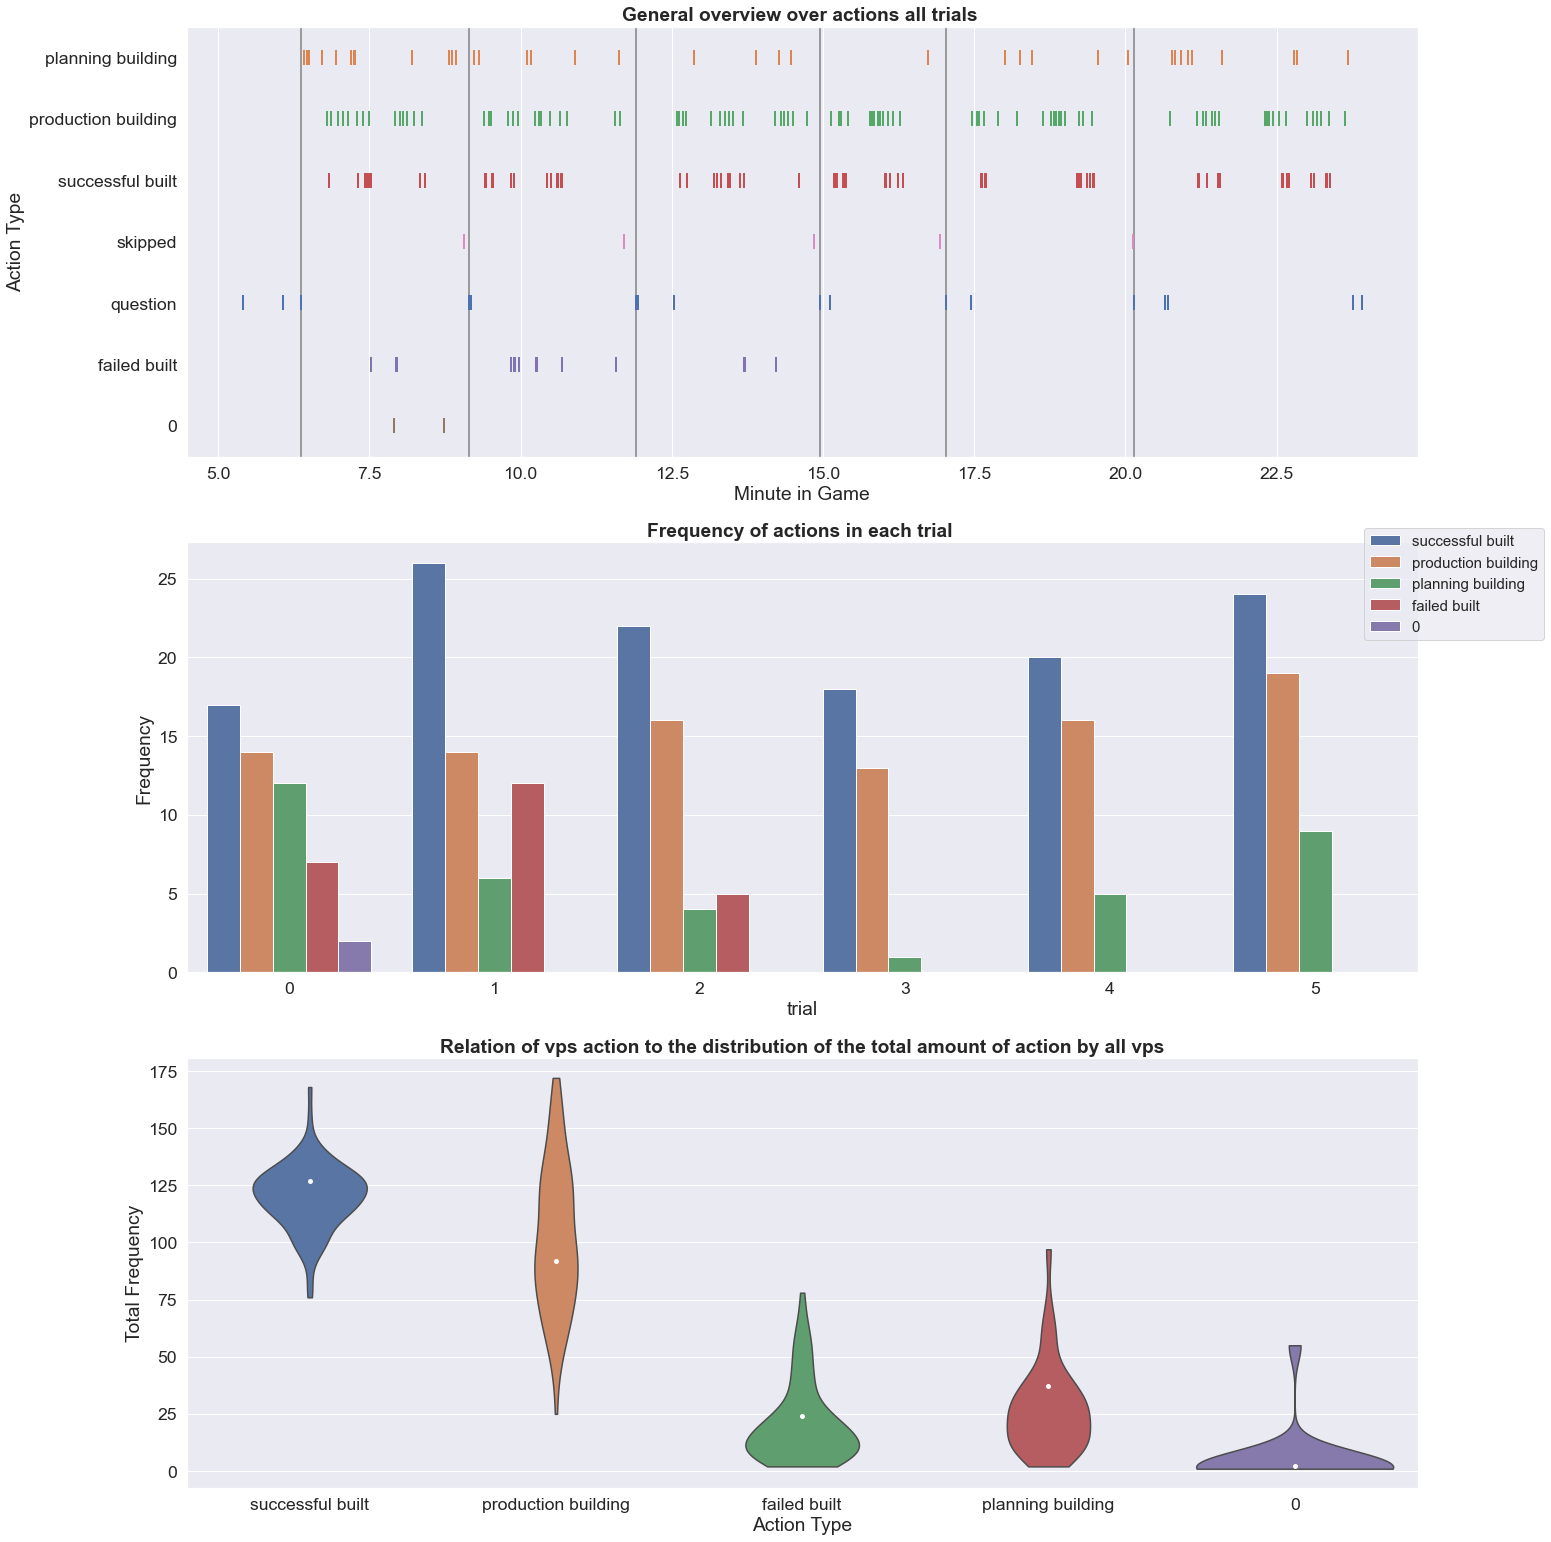 General overview over actions all trials
planning building
production building
successful built
skipped
question
failed built
0
Action Type
5.0 7.5 10.0 12.5 15.0 17.5 20.0 22.5
Minute in Game
Frequency of actions in each trial
successful built
production building
planning building
failed built
0
25
20
15
10
5
0
Frequency
0 1 2 3 4 5
trial
Relation of vps action to the distribution of the total amount of action by all vps
175
150
125
100
75
50
25
0
Total Frequency
successful built production building failed built planning building 0
Action Type